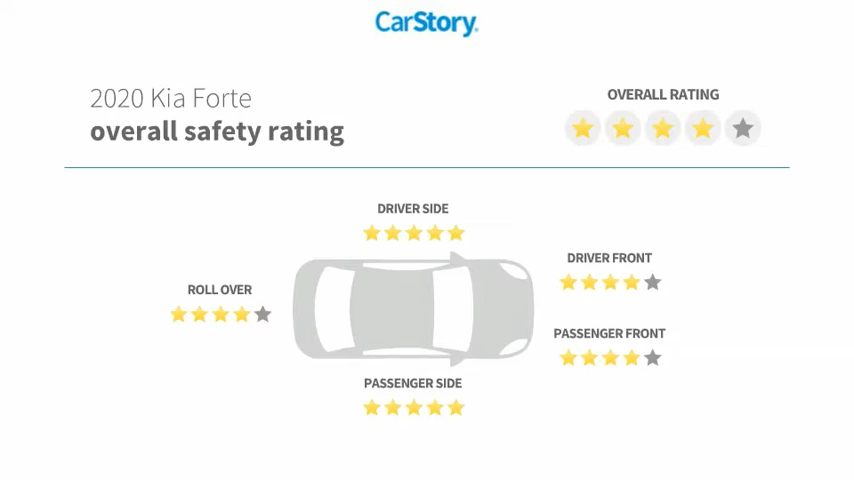 CarStory.
2020 Kia Forte
overall safety rating
OVERALL RATING
DRIVER SIDE
DRIVER FRONT
ROLL OVER
PASSENGER FRONT
PASSENGER SIDE